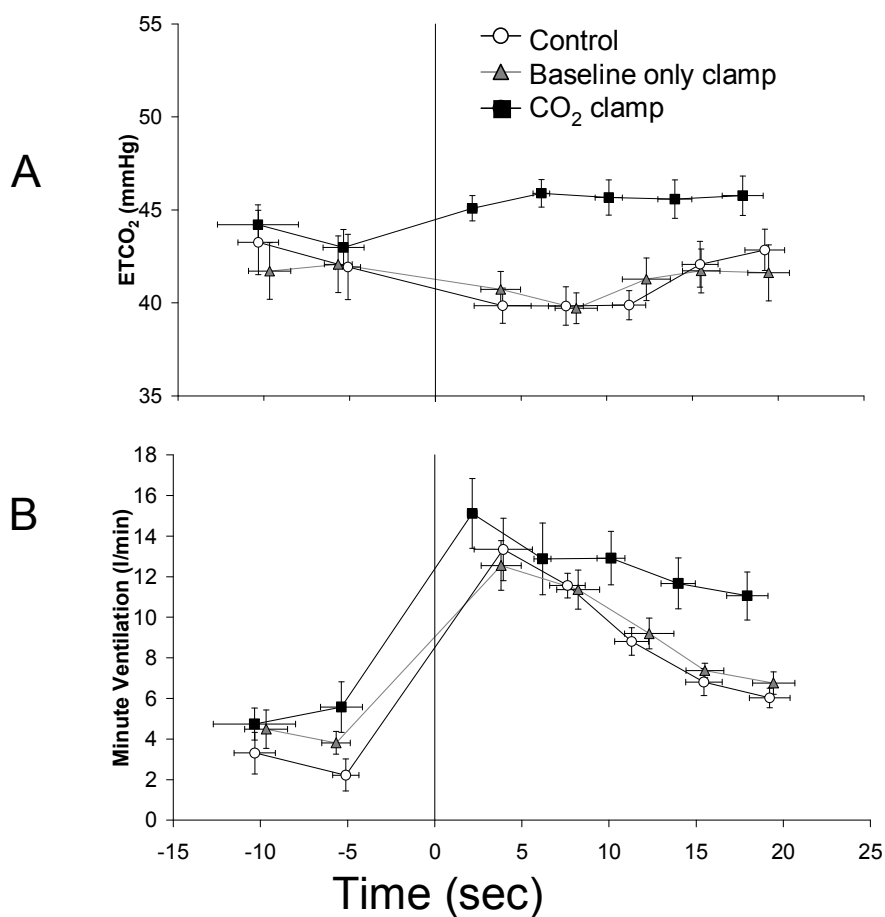 A
ETCO₂ (mmHg)
55
50
45
40
35
Control
Baseline only clamp
CO₂ clamp
B
Minute Ventilation (l/min)
18
16
14
12
10
8
6
4
2
0
-15 -10 -5 0 5 10 15 20 25
Time (sec)